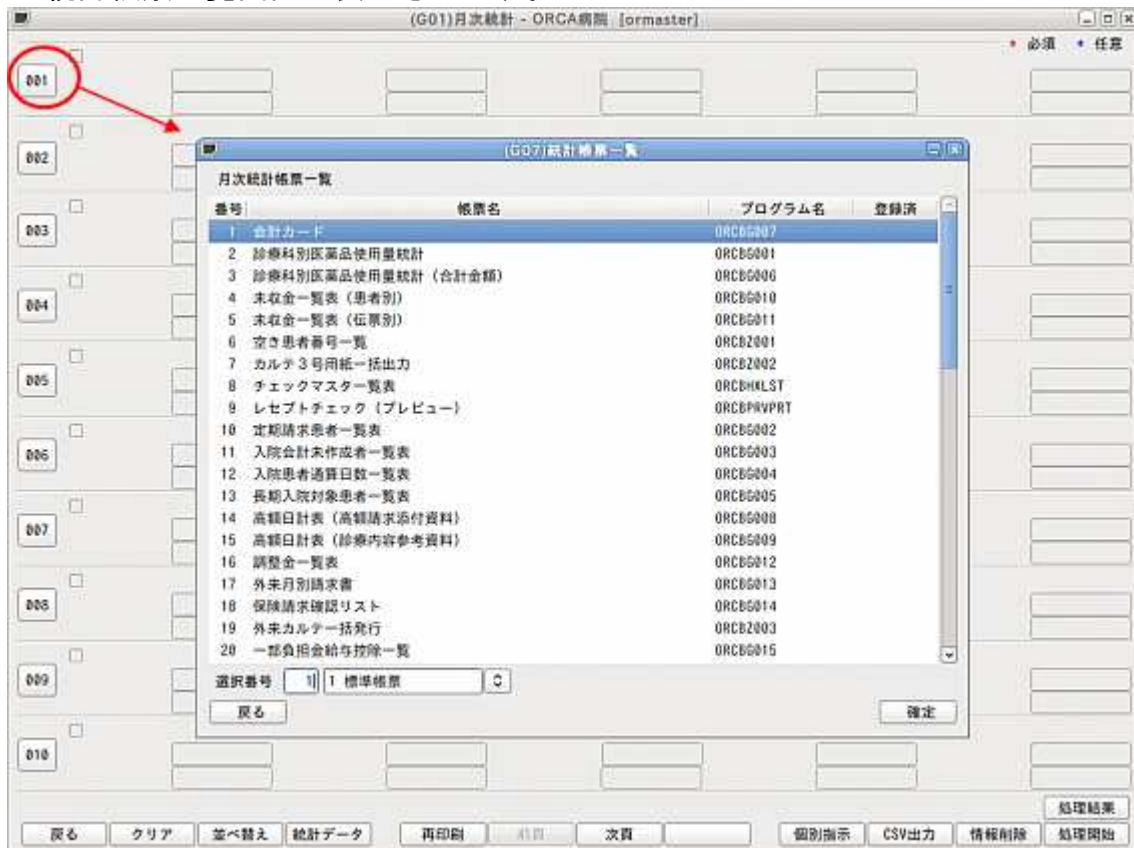 (G01)月次統計 - ORCA病院 [ormaster]
• 必須 • 任意
001
002
003
004
005
006
007
008
009
010
(G07)統計帳票一覧
月次統計帳票一覧
番号 帳票名 プログラム名 登録済
1 会計カード ORCBG007
2 診療科別医薬品使用量統計 ORCBG001
3 診療科別医薬品使用量統計(合計金額) ORCBG006
4 未収金一覧表(患者別) ORCBG010
5 未収金一覧表(伝票別) ORCBG011
6 空き患者番号一覧 ORCBZ001
7 カルテ3号用紙一括出力 ORCBZ002
8 チェックマスタ一覧表 ORCBHXLST
9 レセプトチェック(プレビュー) ORCBPRVPRT
10 定期請求患者一覧表 ORCBG002
11 入院会計未作成者一覧表 ORCBG003
12 入院患者通算日数一覧表 ORCBG004
13 長期入院対象患者一覧表 ORCBG005
14 高額日計表(高額請求添付資料) ORCBG008
15 高額日計表(診療内容参考資料) ORCBG009
16 調整金一覧表 ORCBG012
17 外来月別請求書 ORCBG013
18 保険請求確認リスト ORCBG014
19 外来カルテ一括発行 ORCBZ003
20 一部負担金給与控除一覧 ORCBG015
選択番号 1 1 標準帳票
戻る 確定
処理結果
戻る クリア 並べ替え 統計データ 再印刷 前頁 次頁 個別指示 CSV出力 情報削除 処理開始